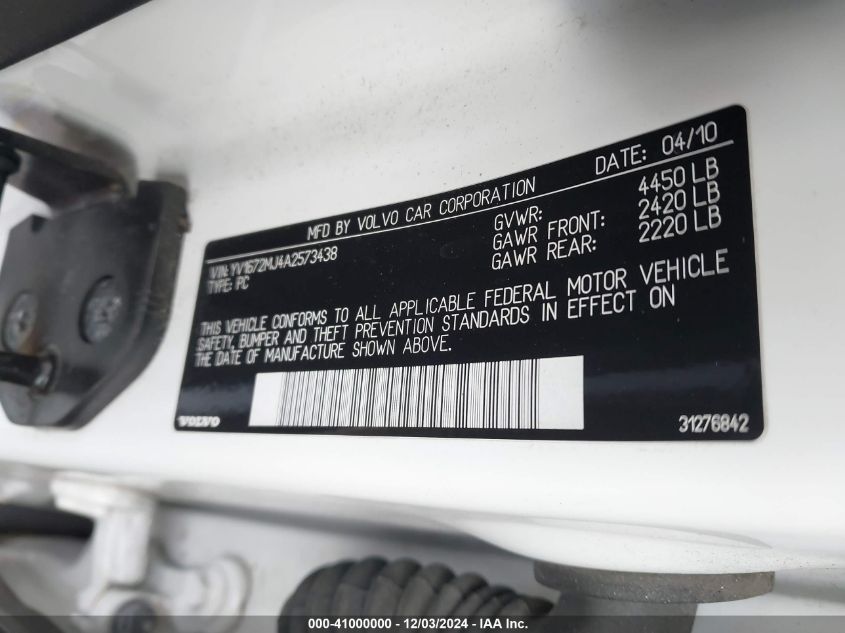 MFD BY VOLVO CAR CORPORATION DATE: 04/10
VIN: YV1672MJ4A2573438
TYPE: PC
GVWR: 4450 LB
GAWR FRONT: 2420 LB
GAWR REAR: 2220 LB
THIS VEHICLE CONFORMS TO ALL APPLICABLE FEDERAL MOTOR VEHICLE
SAFETY, BUMPER AND THEFT PREVENTION STANDARDS IN EFFECT ON
THE DATE OF MANUFACTURE SHOWN ABOVE.
VOLVO 31276842
000-41000000 - 12/03/2024 - IAA Inc.